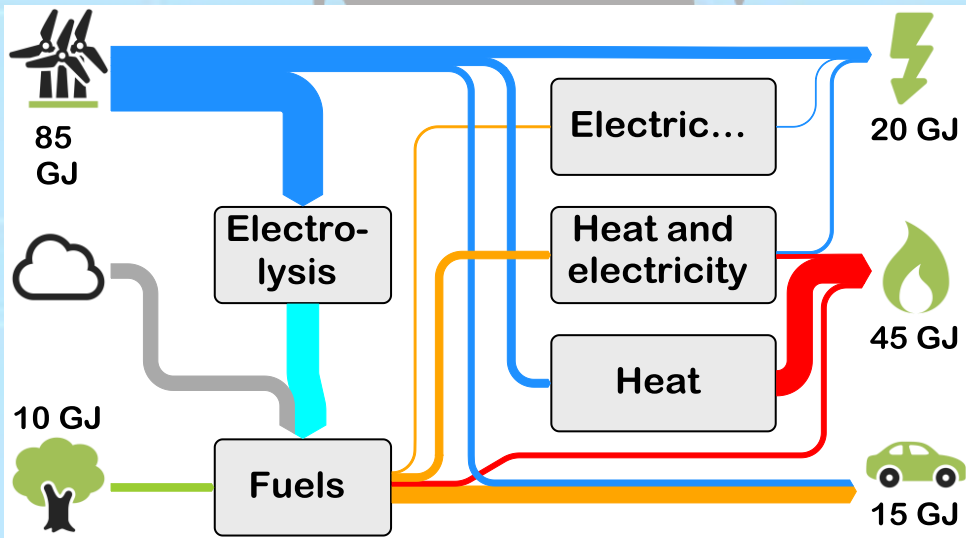 85
GJ
Electric...
20 GJ
Electro-
lysis
Heat and
electricity
45 GJ
Heat
10 GJ
Fuels
15 GJ